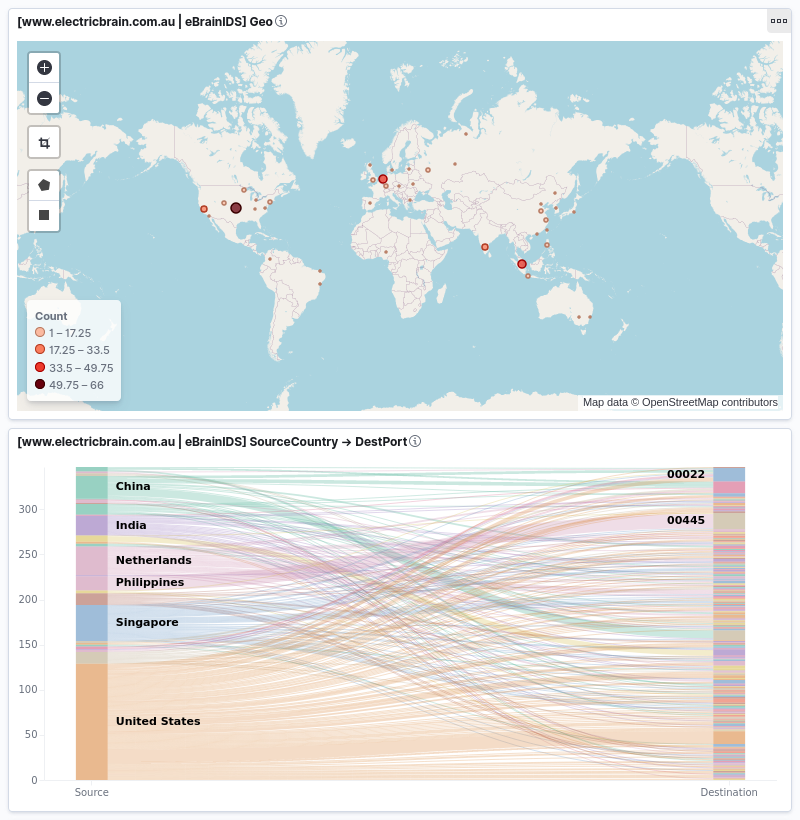 [www.electricbrain.com.au | eBrainIDS] Geo
Count
1 – 17.25
17.25 – 33.5
33.5 – 49.75
49.75 – 66
Map data © OpenStreetMap contributors
[www.electricbrain.com.au | eBrainIDS] SourceCountry → DestPort
300
250
200
150
100
50
0
China
India
Netherlands
Philippines
Singapore
United States
00022
00445
Source
Destination